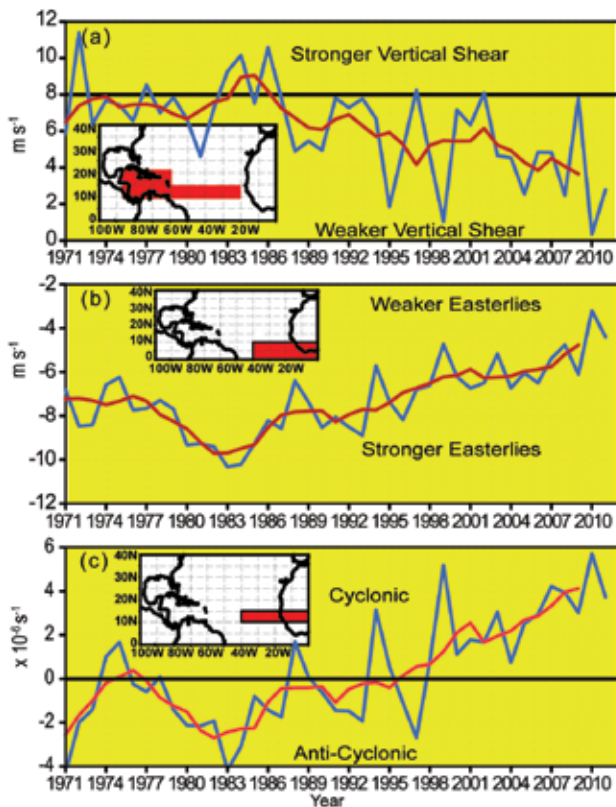 12
10
8
6
4
2
0
m s⁻¹
(a)
Stronger Vertical Shear
40N
30N
20N
10N
0
100W 80W 60W 40W 20W 0
Weaker Vertical Shear
1971 1974 1977 1980 1983 1986 1989 1992 1995 1998 2001 2004 2007 2010
-2
-4
-6
-8
-10
-12
m s⁻¹
(b)
40N
30N
20N
10N
0
100W 80W 60W 40W 20W 0
Weaker Easterlies
Stronger Easterlies
1971 1974 1977 1980 1983 1986 1989 1992 1995 1998 2001 2004 2007 2010
6
4
2
0
-2
-4
x 10⁻⁶ s⁻¹
(c)
40N
30N
20N
10N
0
100W 80W 60W 40W 20W 0
Cyclonic
Anti-Cyclonic
1971 1974 1977 1980 1983 1986 1989 1992 1995 1998 2001 2004 2007 2010
Year